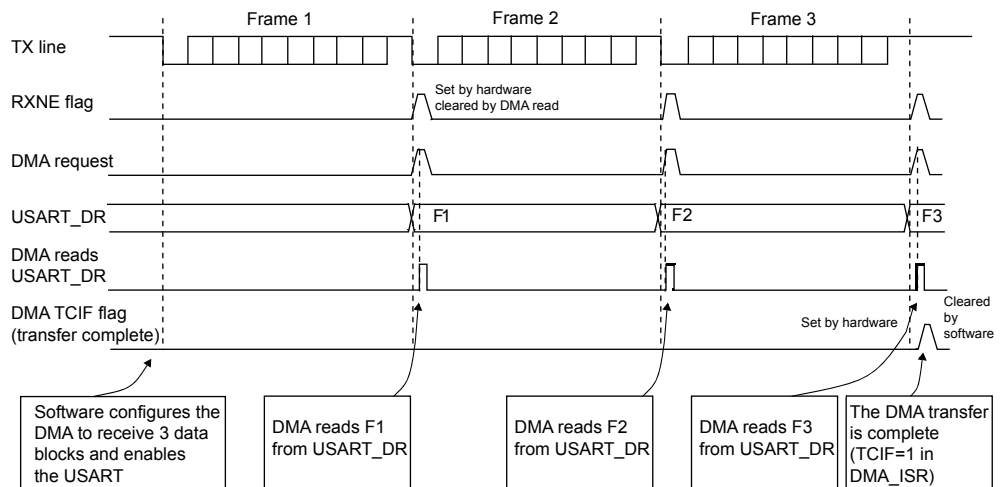 Frame 1
Frame 2
Frame 3
TX line
RXNE flag
Set by hardware
cleared by DMA read
DMA request
USART_DR
F1
F2
F3
DMA reads
USART_DR
DMA TCIF flag
(transfer complete)
Set by hardware
Cleared
by
software
Software configures the
DMA to receive 3 data
blocks and enables
the USART
DMA reads F1
from USART_DR
DMA reads F2
from USART_DR
DMA reads F3
from USART_DR
The DMA transfer
is complete
(TCIF=1 in
DMA_ISR)